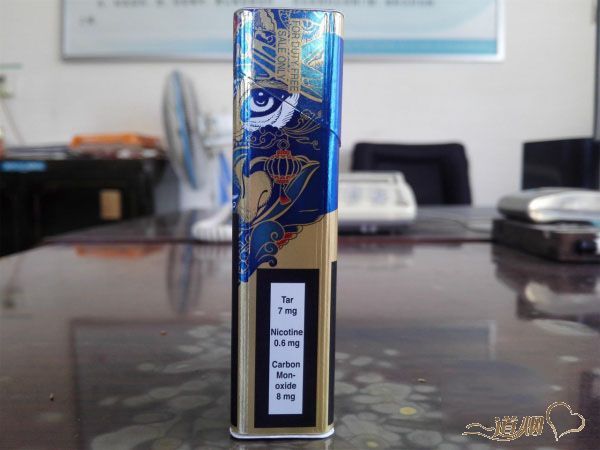 FOR DUTY FREE
SALE ONLY
Tar
7 mg
Nicotine
0.6 mg
Carbon
Mon-
oxide
8 mg